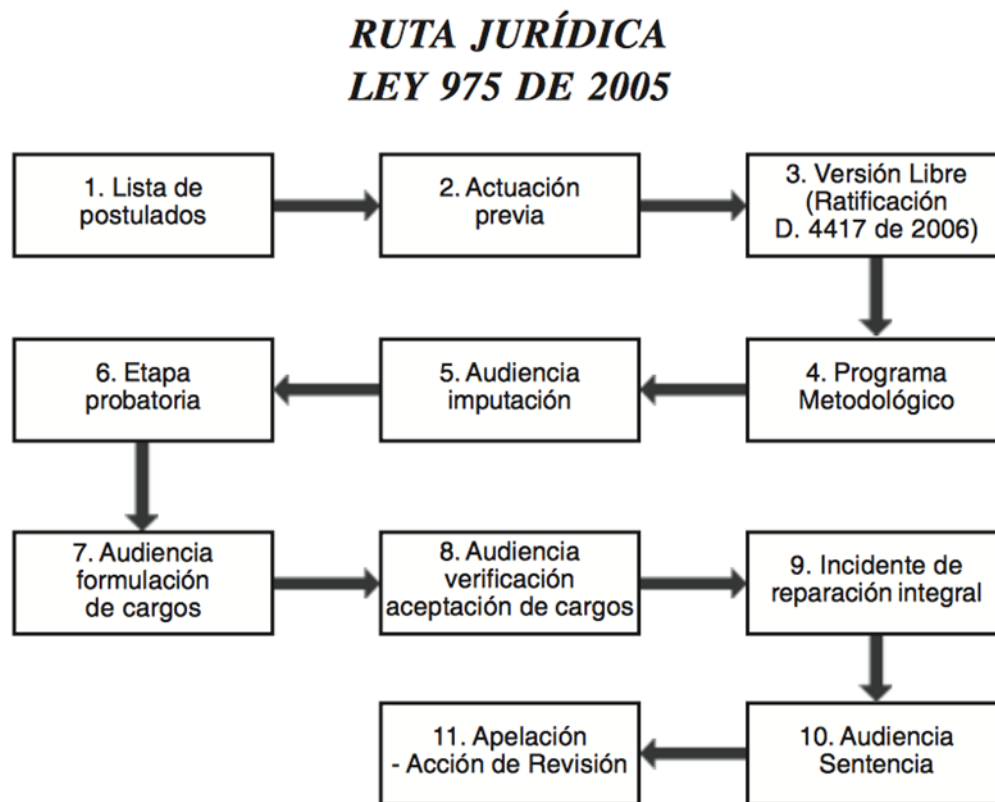 RUTA JURÍDICA
LEY 975 DE 2005
1. Lista de
postulados
2. Actuación
previa
3. Versión Libre
(Ratificación
D. 4417 de 2006)
4. Programa
Metodológico
5. Audiencia
imputación
6. Etapa
probatoria
7. Audiencia
formulación
de cargos
8. Audiencia
verificación
aceptación de cargos
9. Incidente de
reparación integral
10. Audiencia
Sentencia
11. Apelación
- Acción de Revisión